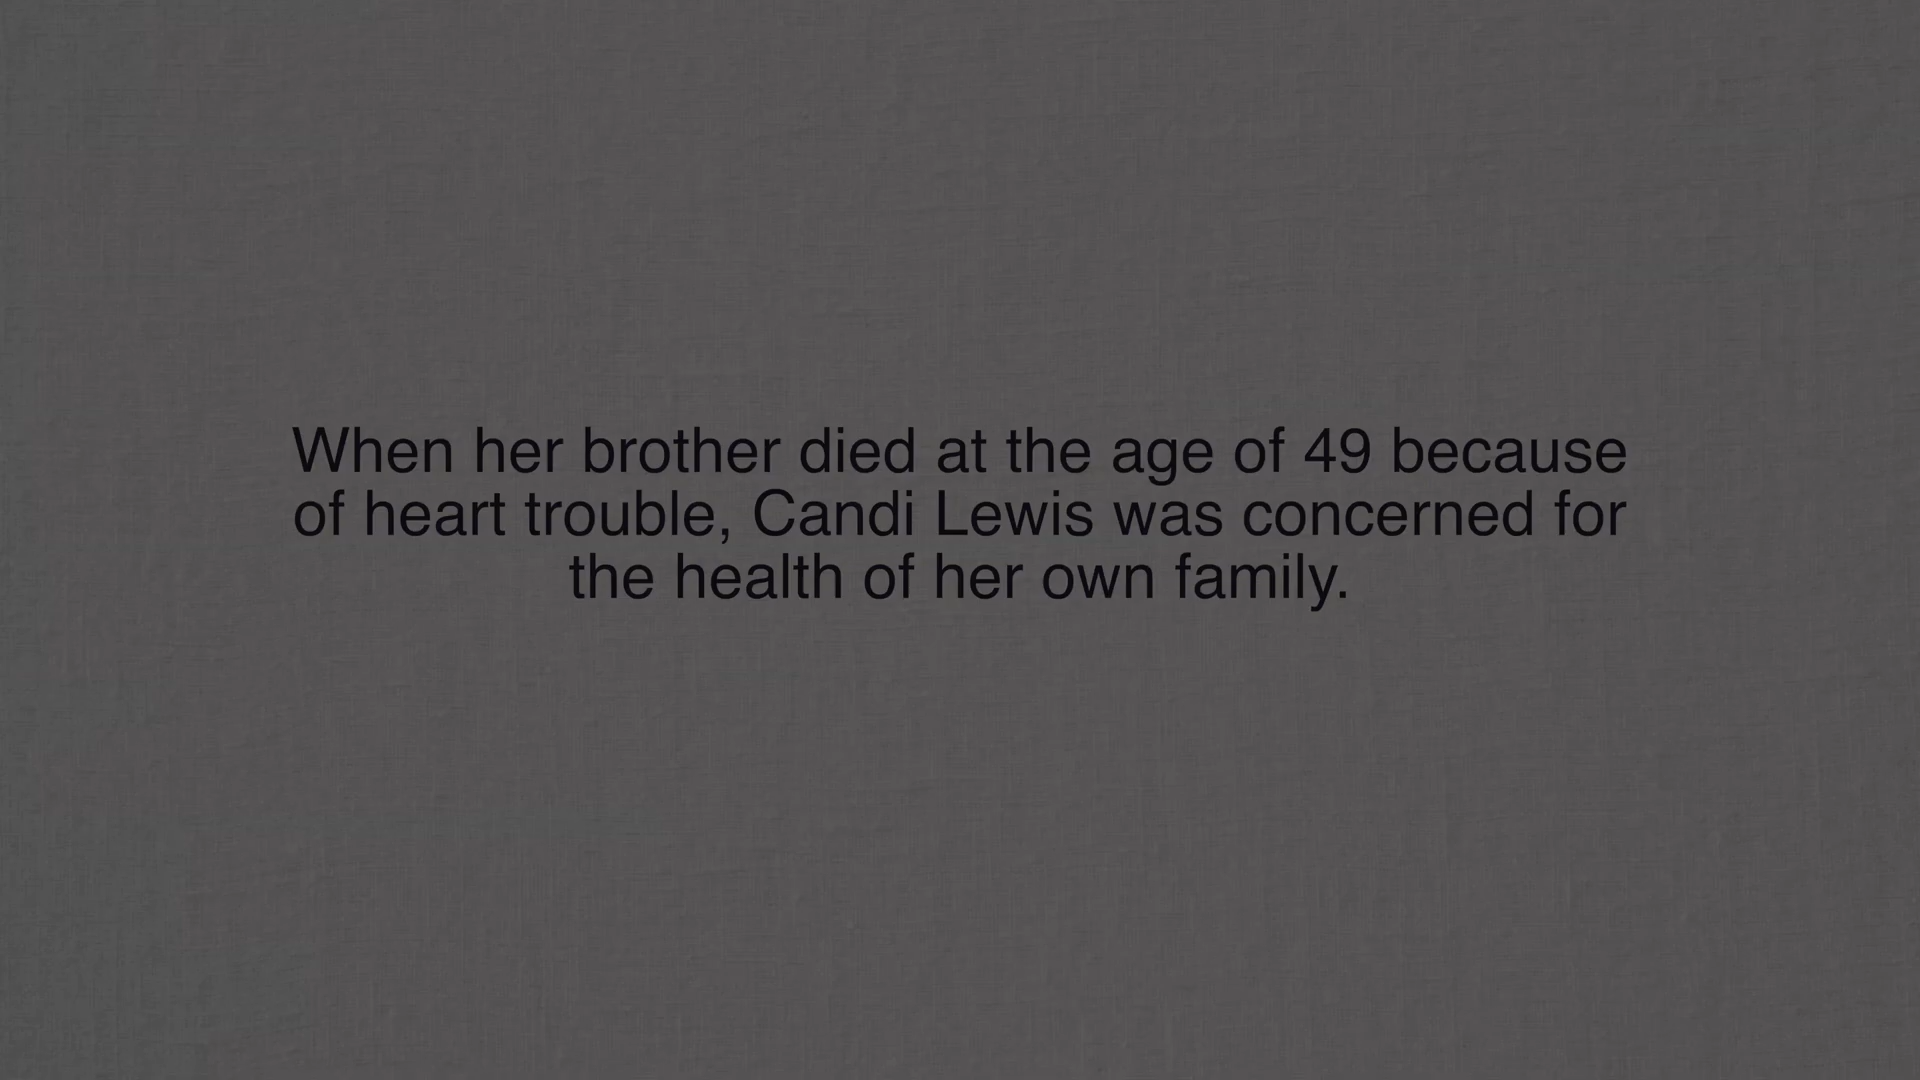 When her brother died at the age of 49 because
of heart trouble, Candi Lewis was concerned for
the health of her own family.